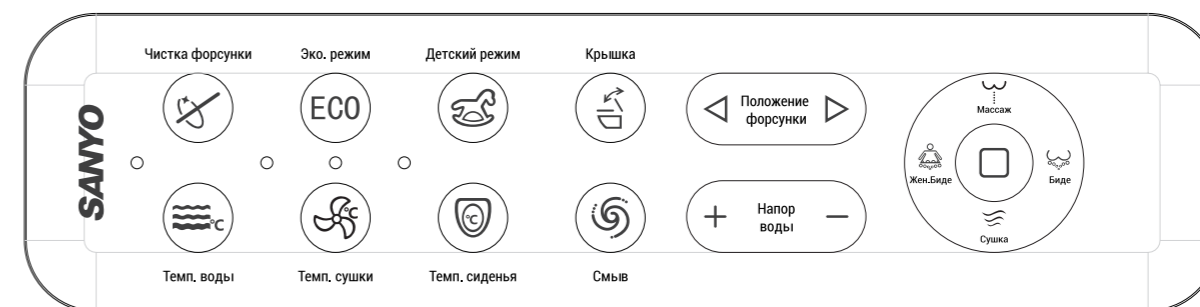 SANYO
Чистка форсунки
Эко. режим
Детский режим
Крышка
ECO
Положение
форсунки
Массаж
Жен.Биде
Биде
Сушка
°C
°C
°C
Напор
воды
Темп. воды
Темп. сушки
Темп. сиденья
Смыв